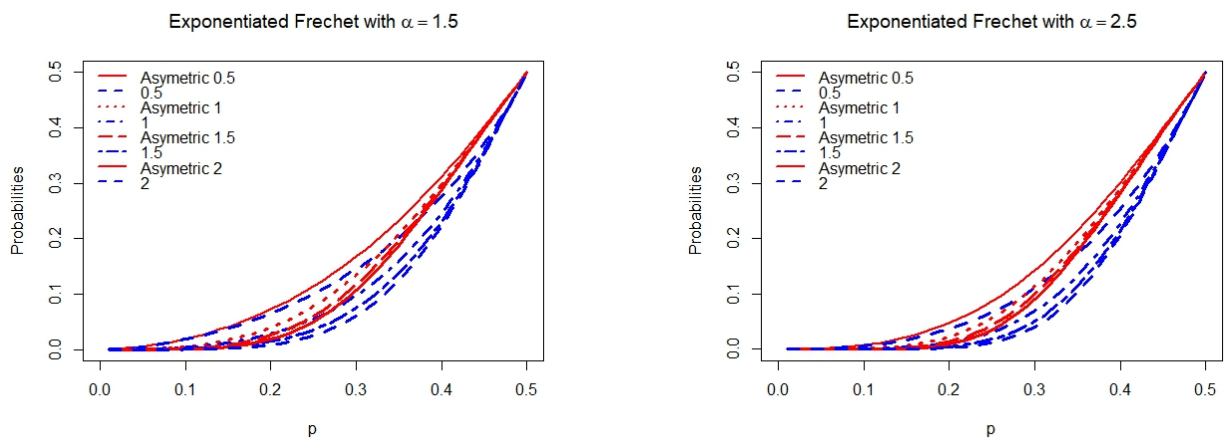 Exponentiated Frechet with α = 1.5
Probabilities
0.5
0.4
0.3
0.2
0.1
0.0
Asymetric 0.5
0.5
Asymetric 1
1
Asymetric 1.5
1.5
Asymetric 2
2
0.0 0.1 0.2 0.3 0.4 0.5
p
Exponentiated Frechet with α = 2.5
Probabilities
0.5
0.4
0.3
0.2
0.1
0.0
Asymetric 0.5
0.5
Asymetric 1
1
Asymetric 1.5
1.5
Asymetric 2
2
0.0 0.1 0.2 0.3 0.4 0.5
p